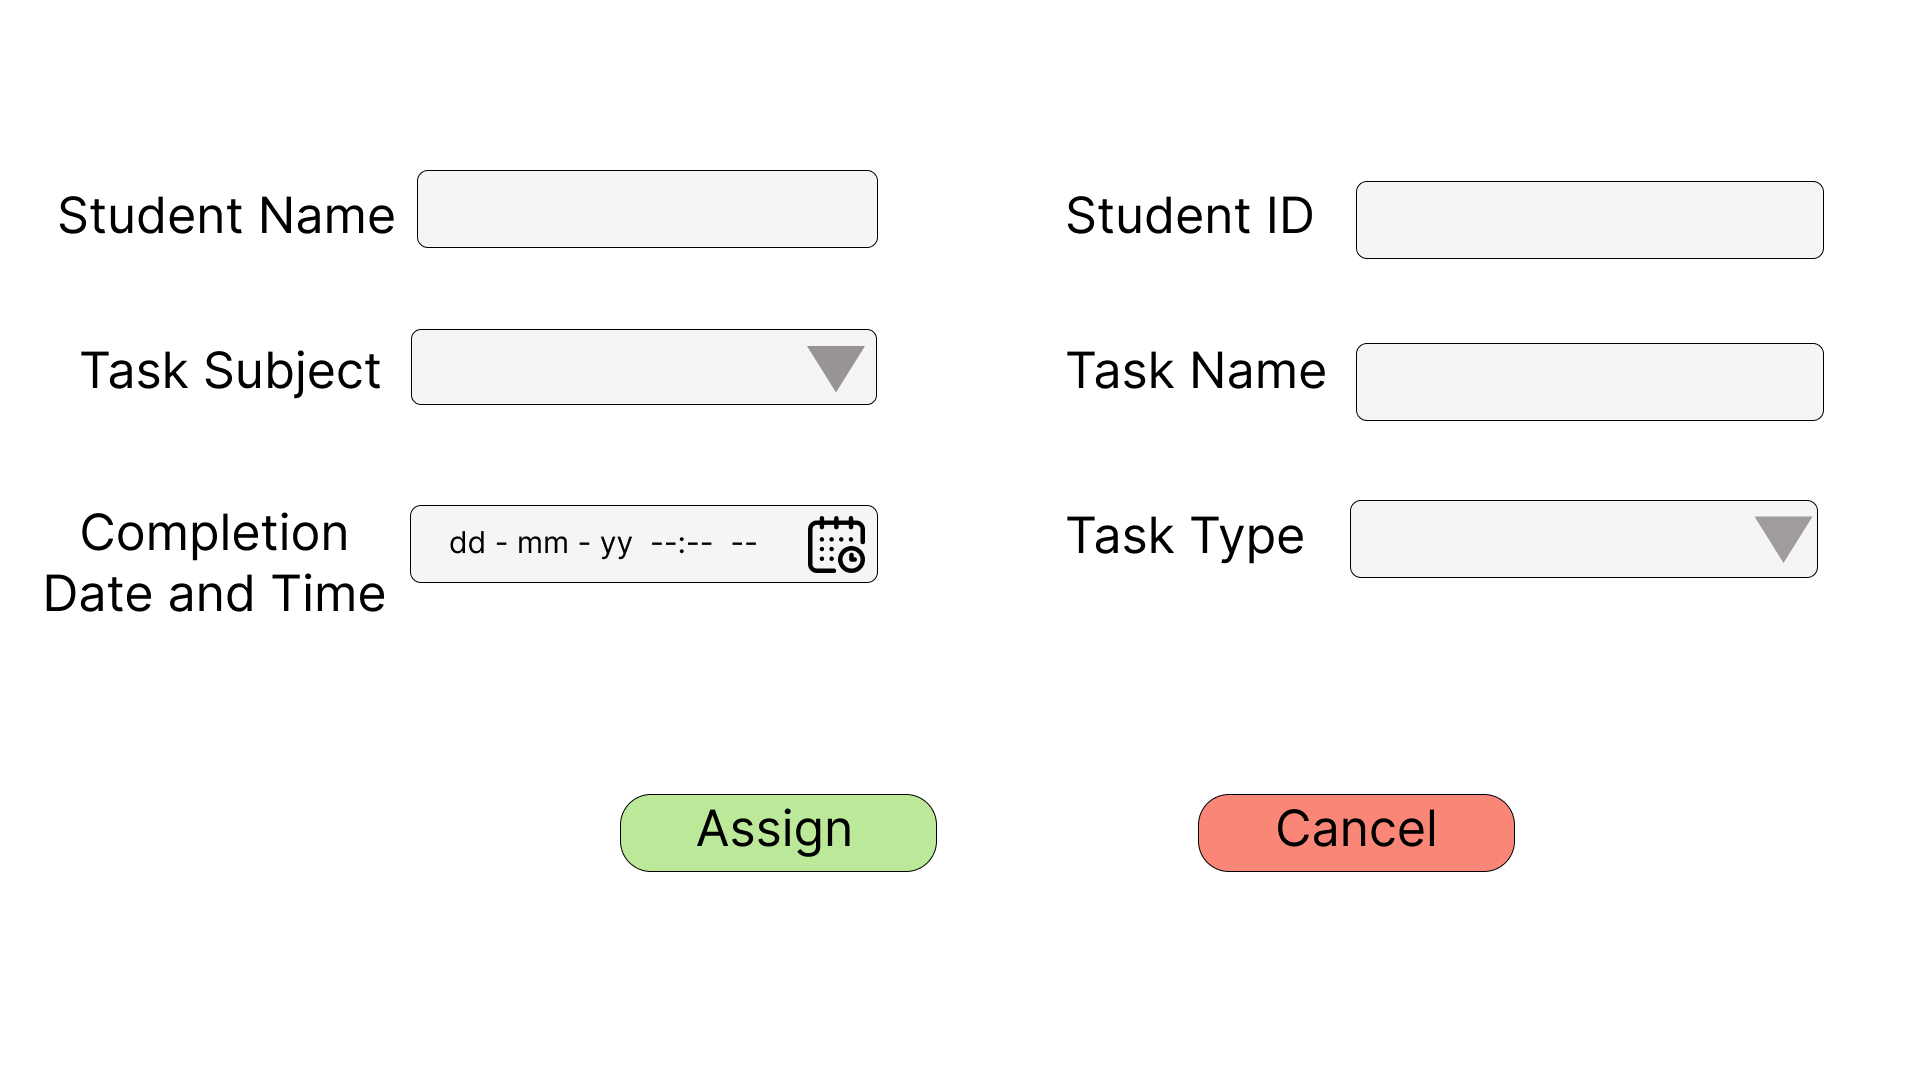 Student Name
Student ID
Task Subject
Task Name
Completion
Date and Time
dd - mm - yy --:-- --
Task Type
Assign
Cancel